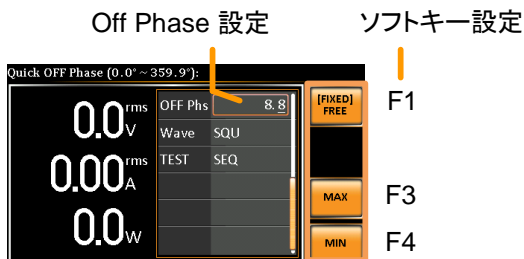 Off Phase 設定
ソフトキー設定
Quick OFF Phase (0.0° ~ 359.9°):
0.0 rms V
0.00 rms A
0.0 W
OFF Phs 8.8
Wave SQU
TEST SEQ
[FIXED]
FREE
MAX
MIN
F1
F3
F4